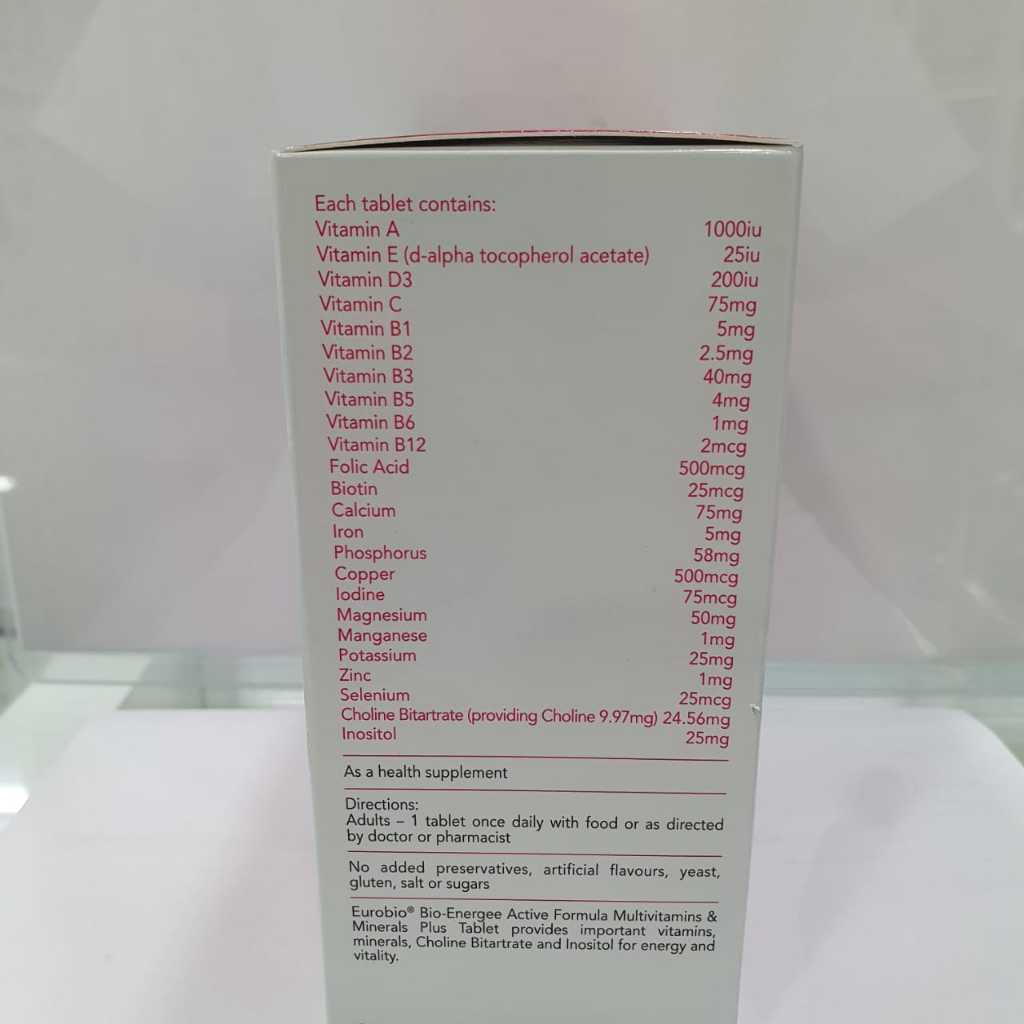 Each tablet contains:
Vitamin A 1000iu
Vitamin E (d-alpha tocopherol acetate) 25iu
Vitamin D3 200iu
Vitamin C 75mg
Vitamin B1 5mg
Vitamin B2 2.5mg
Vitamin B3 40mg
Vitamin B5 4mg
Vitamin B6 1mg
Vitamin B12 2mcg
Folic Acid 500mcg
Biotin 25mcg
Calcium 75mg
Iron 5mg
Phosphorus 58mg
Copper 500mcg
Iodine 75mcg
Magnesium 50mg
Manganese 1mg
Potassium 25mg
Zinc 1mg
Selenium 25mcg
Choline Bitartrate (providing Choline 9.97mg) 24.56mg
Inositol 25mg
As a health supplement
Directions:
Adults – 1 tablet once daily with food or as directed
by doctor or pharmacist
No added preservatives, artificial flavours, yeast,
gluten, salt or sugars
Eurobio® Bio-Energee Active Formula Multivitamins &
Minerals Plus Tablet provides important vitamins,
minerals, Choline Bitartrate and Inositol for energy and
vitality.